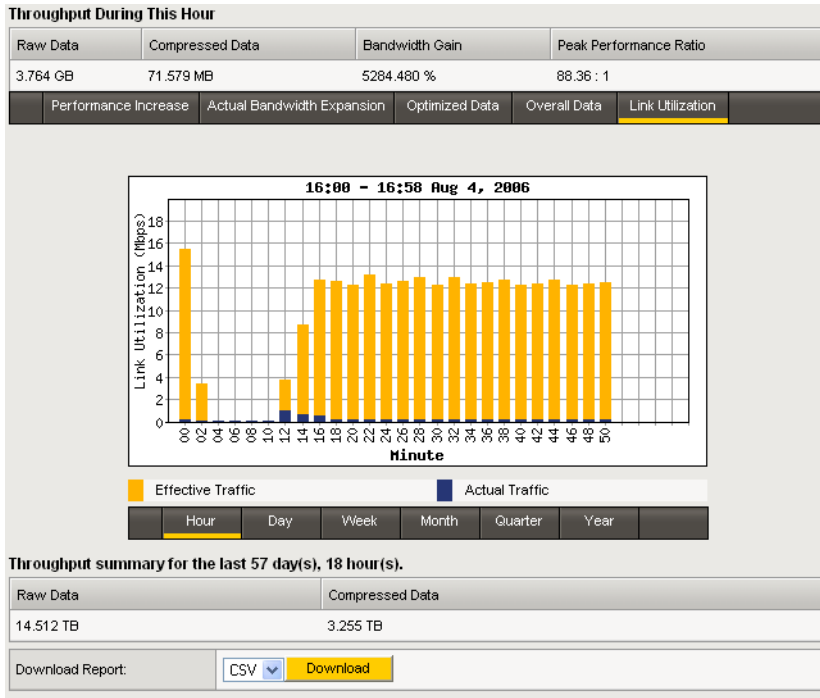 Throughput During This Hour
Raw Data Compressed Data Bandwidth Gain Peak Performance Ratio
3.764 GB 71.579 MB 5284.480 % 88.36 : 1
Performance Increase Actual Bandwidth Expansion Optimized Data Overall Data Link Utilization
16:00 - 16:58 Aug 4, 2006
Link Utilization (Mbps)
18
16
14
12
10
8
6
4
2
0
00 02 04 06 08 10 12 14 16 18 20 22 24 26 28 30 32 34 36 38 40 42 44 46 48 50
Minute
Effective Traffic Actual Traffic
Hour Day Week Month Quarter Year
Throughput summary for the last 57 day(s), 18 hour(s).
Raw Data Compressed Data
14.512 TB 3.255 TB
Download Report: CSV Download